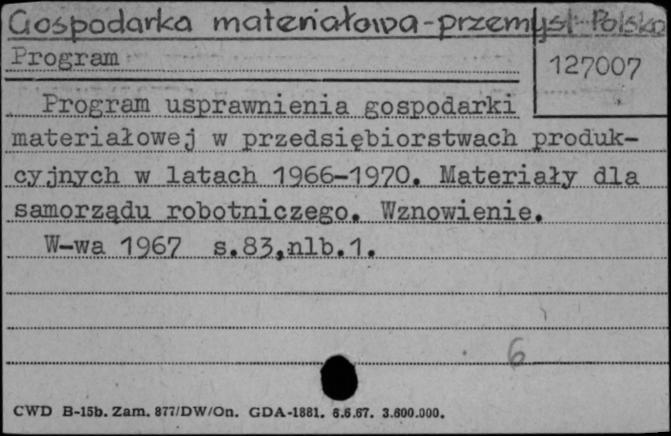 Gospodarka materiałowa-przemysł-Polska
Program
127007
Program usprawnienia gospodarki
materiałowej w przedsiębiorstwach produk-
cyjnych w latach 1966-1970. Materiały dla
samorządu robotniczego. Wznowienie.
W-wa 1967 s.83,nlb.1.
6
CWD B-15b. Zam. 877/DW/On. GDA-1881. 6.6.67. 3.600.000.